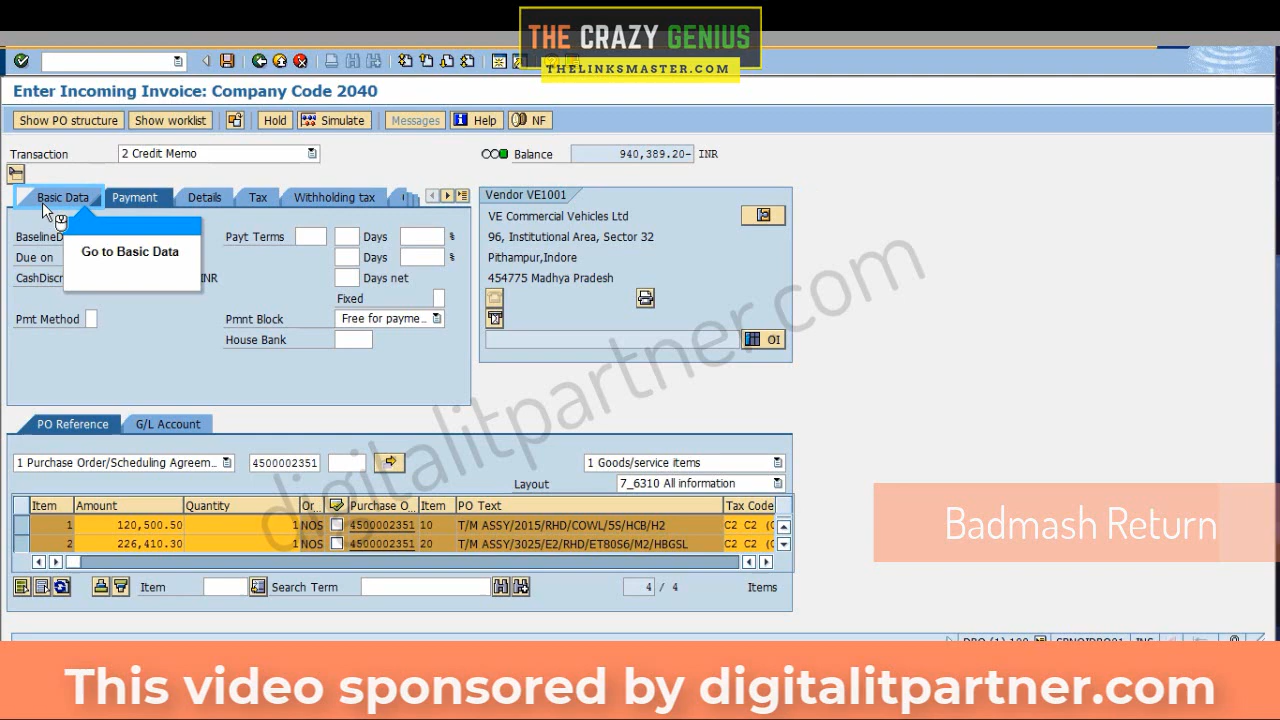 THE CRAZY GENIUS
THELINKSMASTER.COM
Enter Incoming Invoice: Company Code 2040
Show PO structure Show worklist Hold Simulate Messages Help NF
Transaction 2 Credit Memo Balance 940,389.20- INR
Basic Data Payment Details Tax Withholding tax
Vendor VE1001
VE Commercial Vehicles Ltd
96, Institutional Area, Sector 32
Pithampur,Indore
454775 Madhya Pradesh
OI
Go to Basic Data
BaselineD Payt Terms Days %
Due on Days %
CashDiscr INR Days net
Fixed
Pmt Method Pmnt Block Free for payme...
House Bank
PO Reference G/L Account
1 Purchase Order/Scheduling Agreem... 4500002351 1 Goods/service items
Layout 7_6310 All information
Item Amount Quantity Or... Purchase O... Item PO Text Tax Code
1 120,500.50 1 NOS 4500002351 10 T/M ASSY/2015/RHD/COWL/5S/HCB/H2 C2 C2 (C
2 226,410.30 1 NOS 4500002351 20 T/M ASSY/3025/E2/RHD/ET80S6/M2/HBGSL C2 C2 (C
Item Search Term 4 / 4 Items
digitalitpartner.com
Badmash Return
This video sponsored by digitalitpartner.com